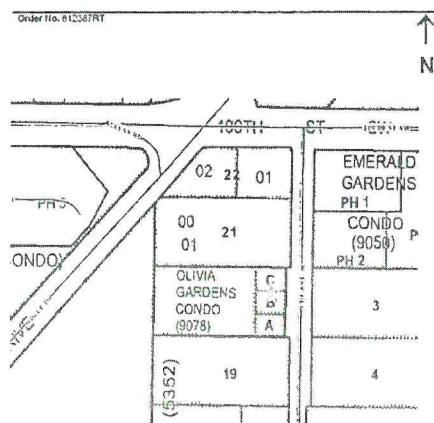 Order No. 612387RT
N
100TH ST SW
02 22 01
EMERALD
GARDENS
PH 1
PH 5
00
01
21
CONDO
(9050)
PH 2
ONDO)
OLIVIA
GARDENS
CONDO
(9078)
C
B
A
3
(5352)
19
4